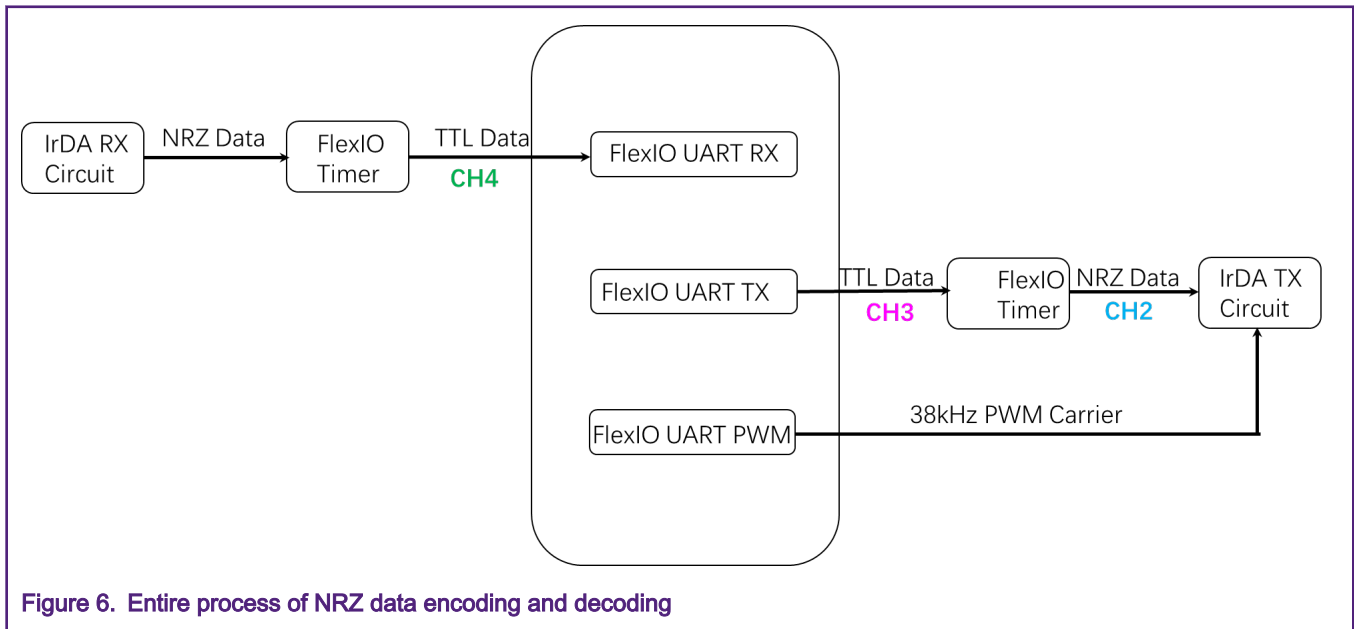 IrDA RX
Circuit
NRZ Data
FlexIO
Timer
TTL Data
CH4
FlexIO UART RX
FlexIO UART TX
TTL Data
CH3
FlexIO
Timer
NRZ Data
CH2
IrDA TX
Circuit
FlexIO UART PWM
38kHz PWM Carrier
Figure 6. Entire process of NRZ data encoding and decoding